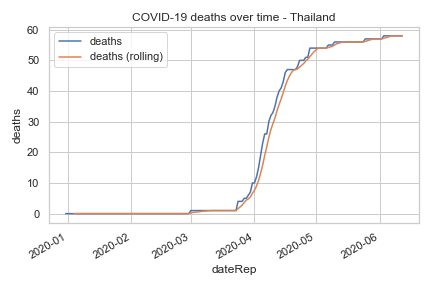 COVID-19 deaths over time - Thailand
deaths
deaths (rolling)
60
50
40
30
20
10
0
deaths
2020-01
2020-02
2020-03
2020-04
2020-05
2020-06
dateRep